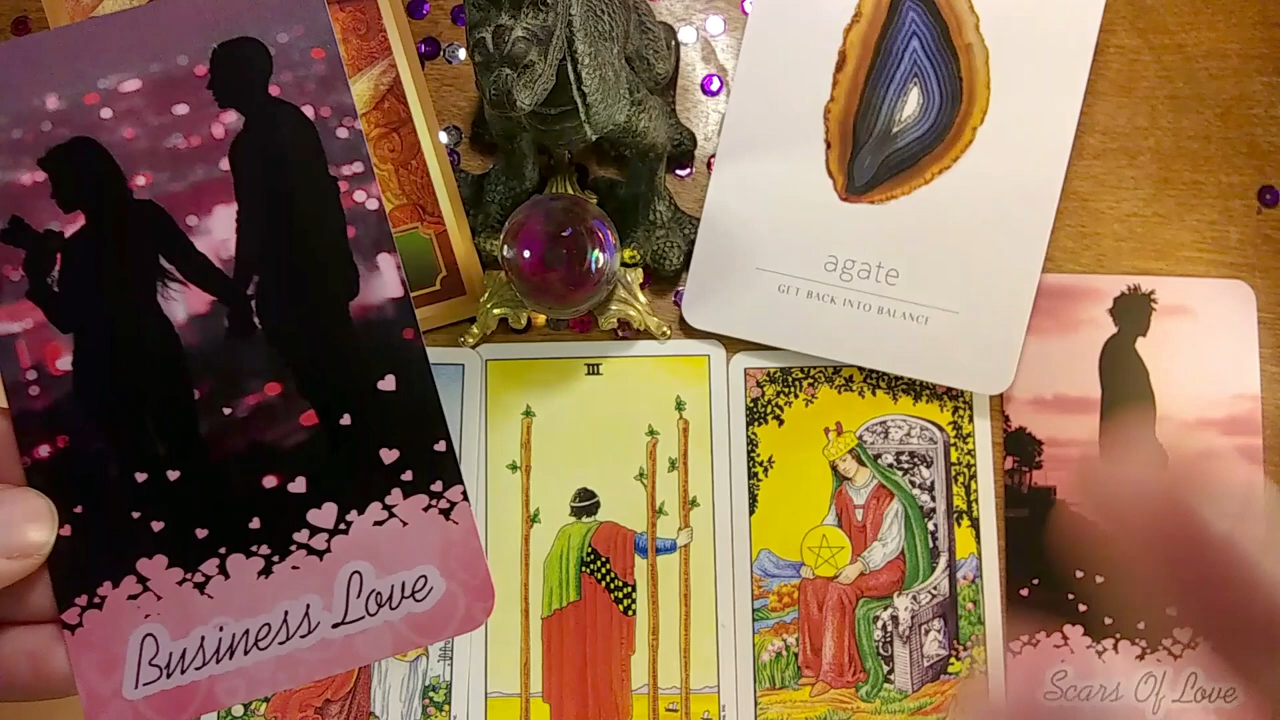 agate
GET BACK INTO BALANCE
III
Business Love
Scars Of Love